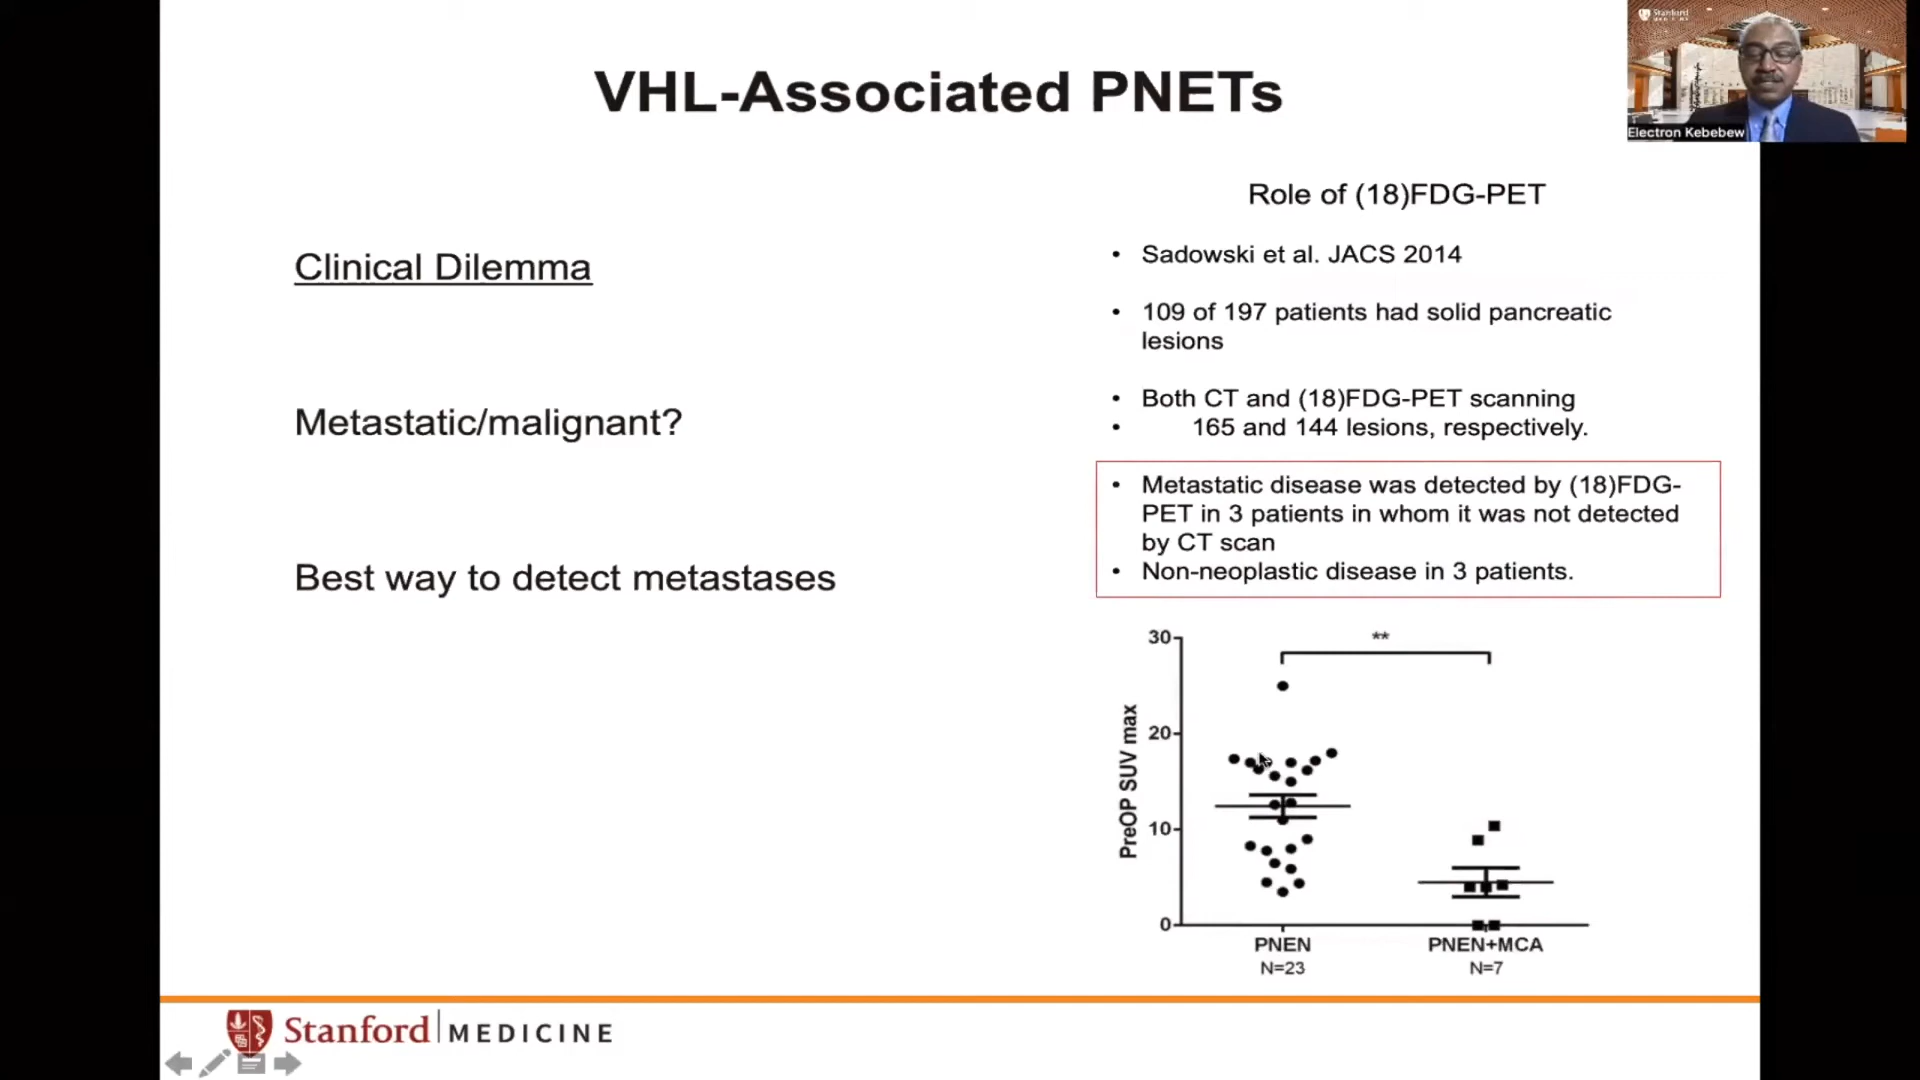 VHL-Associated PNETs
Stanford
Electron Kebebew
Clinical Dilemma
Metastatic/malignant?
Best way to detect metastases
Role of (18)FDG-PET
• Sadowski et al. JACS 2014
• 109 of 197 patients had solid pancreatic
lesions
• Both CT and (18)FDG-PET scanning
• 165 and 144 lesions, respectively.
• Metastatic disease was detected by (18)FDG-
PET in 3 patients in whom it was not detected
by CT scan
• Non-neoplastic disease in 3 patients.
**
PreOP SUV max
30
20
10
0
PNEN
N=23
PNEN+MCA
N=7
Stanford MEDICINE